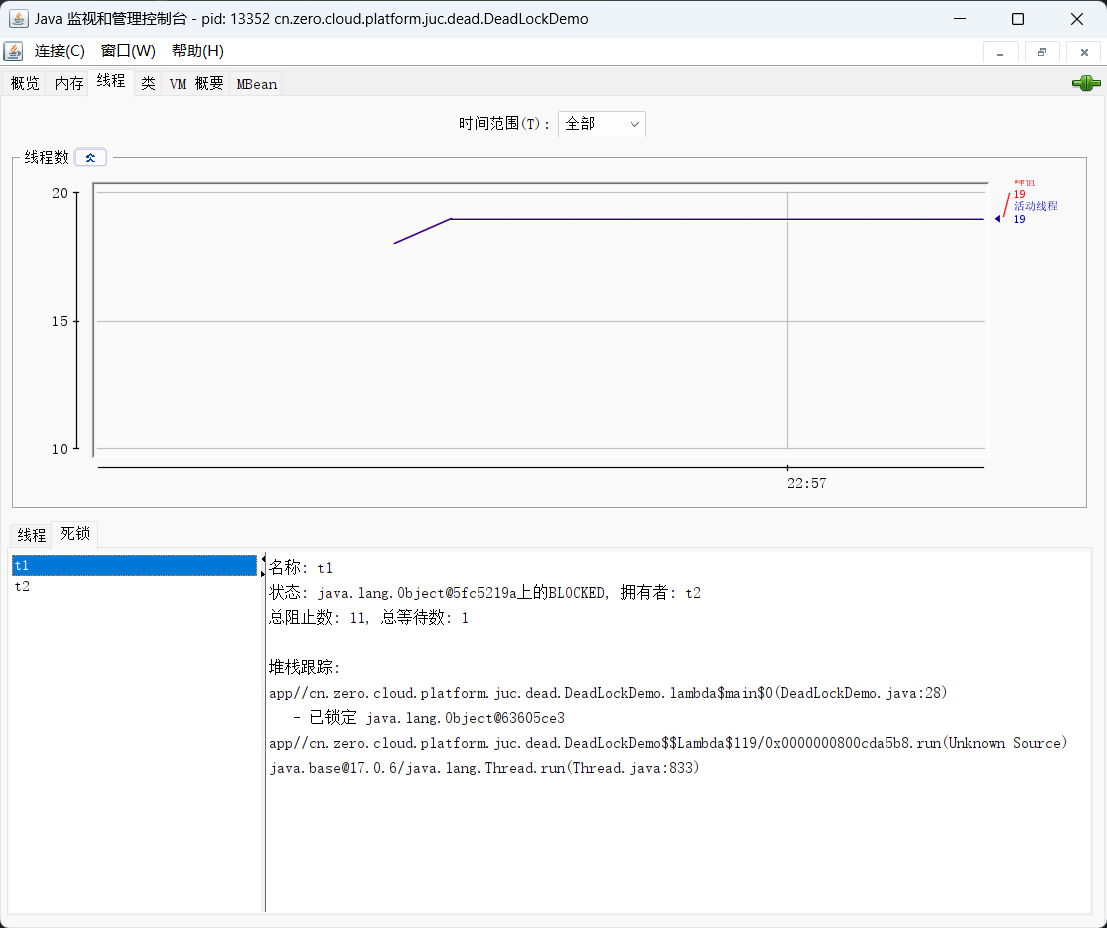 Java 监视和管理控制台 - pid: 13352 cn.zero.cloud.platform.juc.dead.DeadLockDemo
连接(C) 窗口(W) 帮助(H)
概览 内存 线程 类 VM 概要 MBean
时间范围(T): 全部
线程数
峰值
19
活动线程
19
20
15
10
22:57
线程 死锁
t1
t2
名称: t1
状态: java.lang.Object@5fc5219a上的BLOCKED, 拥有者: t2
总阻止数: 11, 总等待数: 1
堆栈跟踪:
app//cn.zero.cloud.platform.juc.dead.DeadLockDemo.lambda$main$0(DeadLockDemo.java:28)
- 已锁定 java.lang.Object@63605ce3
app//cn.zero.cloud.platform.juc.dead.DeadLockDemo$$Lambda$119/0x0000000800cda5b8.run(Unknown Source)
java.base@17.0.6/java.lang.Thread.run(Thread.java:833)